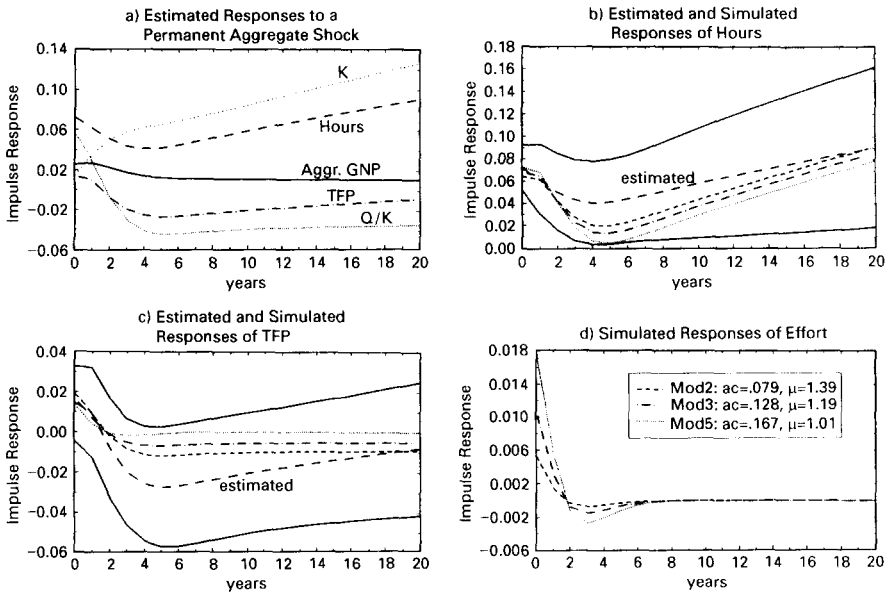 a) Estimated Responses to a
Permanent Aggregate Shock
Impulse Response
0.14
0.10
0.06
0.02
−0.02
−0.06
K
Hours
Aggr. GNP
TFP
Q/K
0 2 4 6 8 10 12 14 16 18 20
years
b) Estimated and Simulated
Responses of Hours
Impulse Response
0.18
0.16
0.14
0.12
0.10
0.08
0.06
0.04
0.02
0.00
estimated
0 2 4 6 8 10 12 14 16 18 20
years
c) Estimated and Simulated
Responses of TFP
Impulse Response
0.04
0.02
0.00
−0.02
−0.04
−0.06
estimated
0 2 4 6 8 10 12 14 16 18 20
years
d) Simulated Responses of Effort
Impulse Response
0.018
0.014
0.010
0.006
0.002
−0.002
−0.006
Mod2: ac=.079, μ=1.39
Mod3: ac=.128, μ=1.19
Mod5: ac=.167, μ=1.01
0 2 4 6 8 10 12 14 16 18 20
years